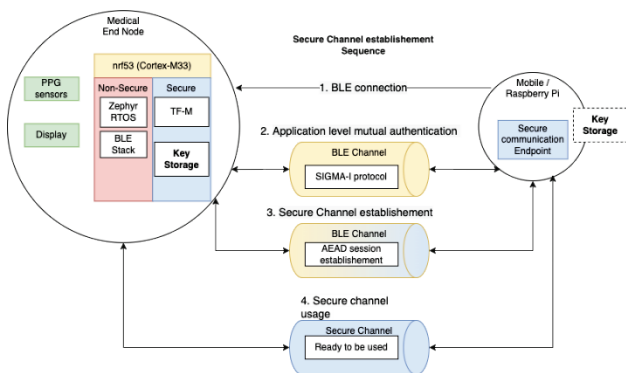 Medical
End Node
nrf53 (Cortex-M33)
Non-Secure
Secure
Zephyr
RTOS
BLE
Stack
TF-M
Key
Storage
PPG
sensors
Display
Secure Channel establisement
Sequence
1. BLE connection
2. Application level mutual authentication
BLE Channel
SIGMA-I protocol
3. Secure Channel establisement
BLE Channel
AEAD session
establishement
4. Secure channel
usage
Secure Channel
Ready to be used
Mobile /
Raspberry Pi
Secure
communication
Endpoint
Key
Storage